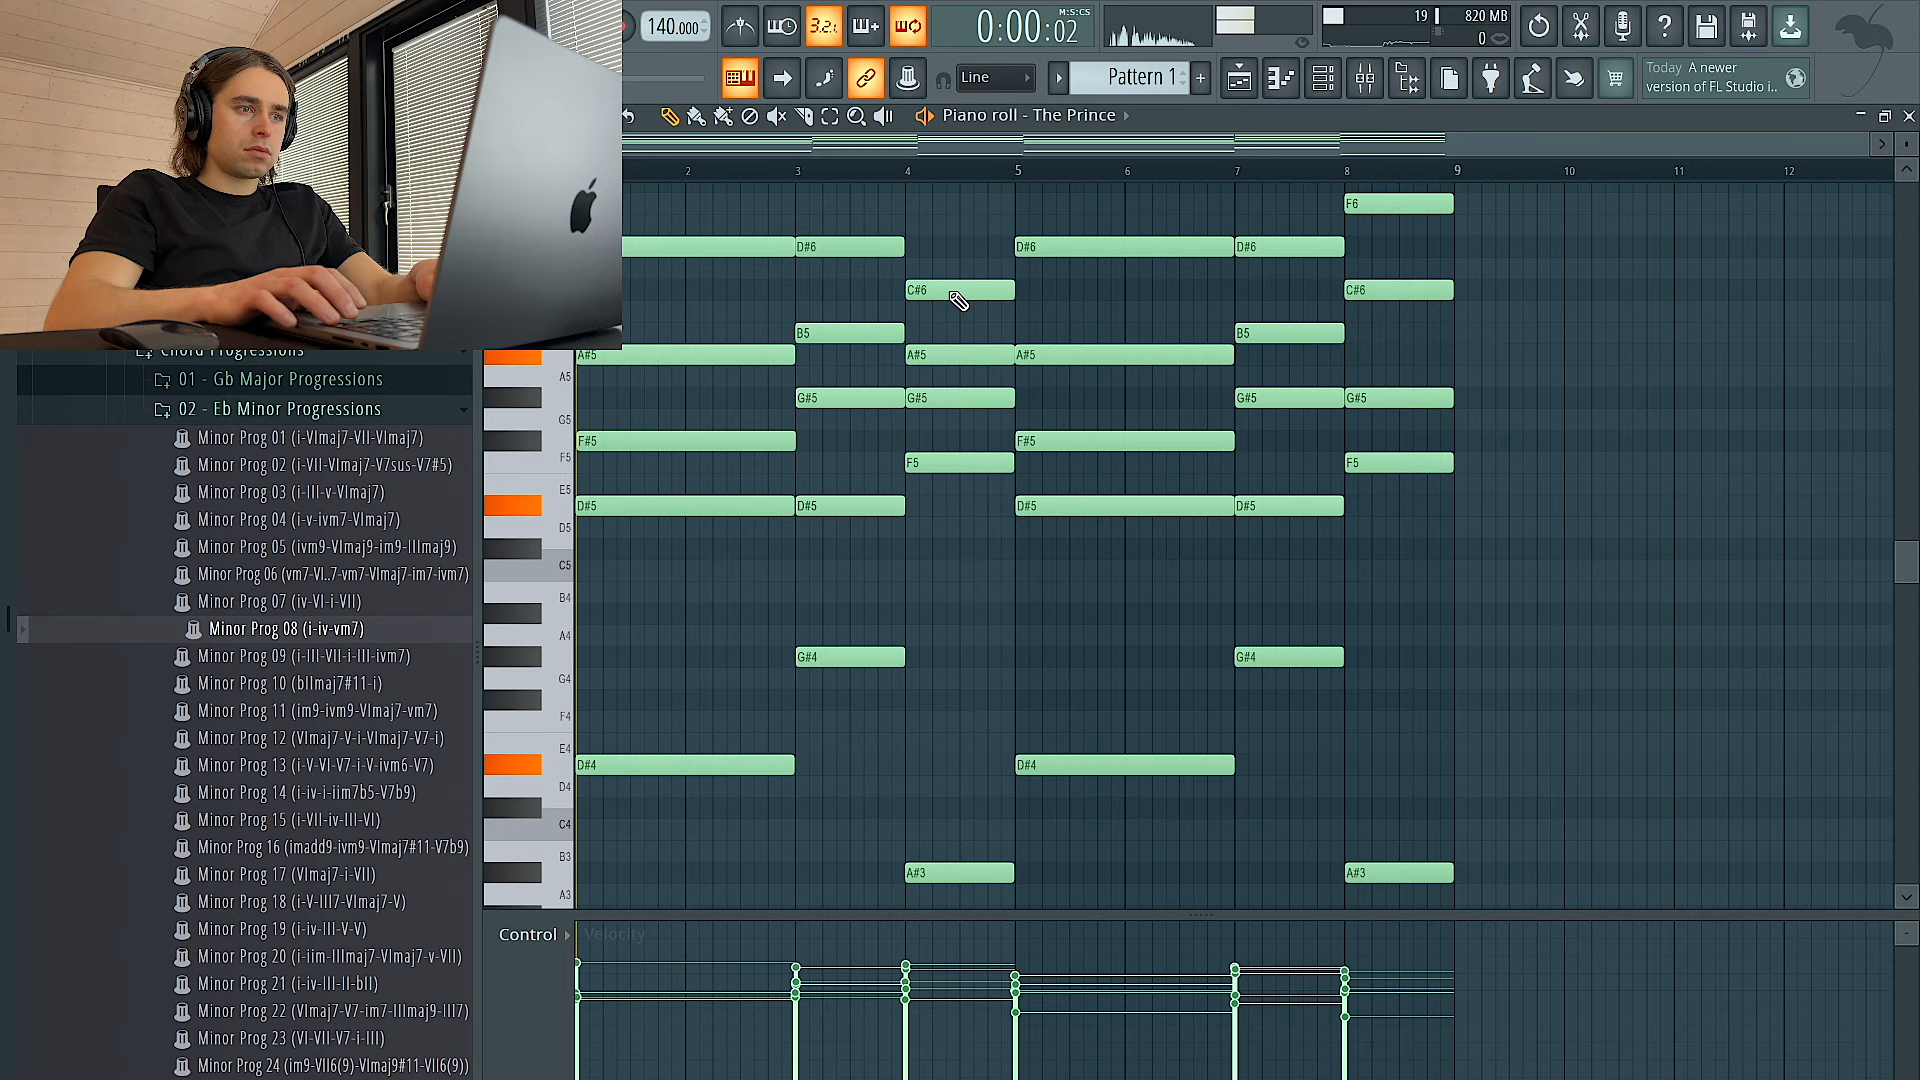 140.000
3.2.
0:00:02
M:S:CS
19
820 MB
0
Line
Pattern 1
Today A newer
version of FL Studio i..
Piano roll - The Prince
2 3 4 5 6 7 8 9 10 11 12
F6
D#6 D#6 D#6
C#6 C#6
B5 B5
A#5 A#5 A#5
G#5 G#5 G#5 G#5
F#5 F#5
F5 F5
D#5 D#5 D#5 D#5
G#4 G#4
D#4 D#4
A#3 A#3
A5
G5
F5
E5
D5
C5
B4
A4
G4
F4
E4
D4
C4
B3
A3
Control
Velocity
Chord Progressions
01 - Gb Major Progressions
02 - Eb Minor Progressions
Minor Prog 01 (i-VImaj7-VII-VImaj7)
Minor Prog 02 (i-VII-VImaj7-V7sus-V7#5)
Minor Prog 03 (i-III-v-VImaj7)
Minor Prog 04 (i-v-ivm7-VImaj7)
Minor Prog 05 (ivm9-VImaj9-im9-IIImaj9)
Minor Prog 06 (vm7-VI..7-vm7-VImaj7-im7-ivm7)
Minor Prog 07 (iv-VI-i-VII)
Minor Prog 08 (i-iv-vm7)
Minor Prog 09 (i-III-VII-i-III-ivm7)
Minor Prog 10 (bIImaj7#11-i)
Minor Prog 11 (im9-ivm9-VImaj7-vm7)
Minor Prog 12 (VImaj7-V-i-VImaj7-V7-i)
Minor Prog 13 (i-V-VI-V7-i-V-ivm6-V7)
Minor Prog 14 (i-iv-i-iim7b5-V7b9)
Minor Prog 15 (i-VII-iv-III-VI)
Minor Prog 16 (imadd9-ivm9-VImaj7#11-V7b9)
Minor Prog 17 (VImaj7-i-VII)
Minor Prog 18 (i-V-III7-VImaj7-V)
Minor Prog 19 (i-iv-III-V-V)
Minor Prog 20 (i-iim-IIImaj7-VImaj7-v-VII)
Minor Prog 21 (i-iv-III-II-bII)
Minor Prog 22 (VImaj7-V7-im7-IIImaj9-III7)
Minor Prog 23 (VI-VII-V7-i-III)
Minor Prog 24 (im9-VII6(9)-VImaj9#11-VII6(9))